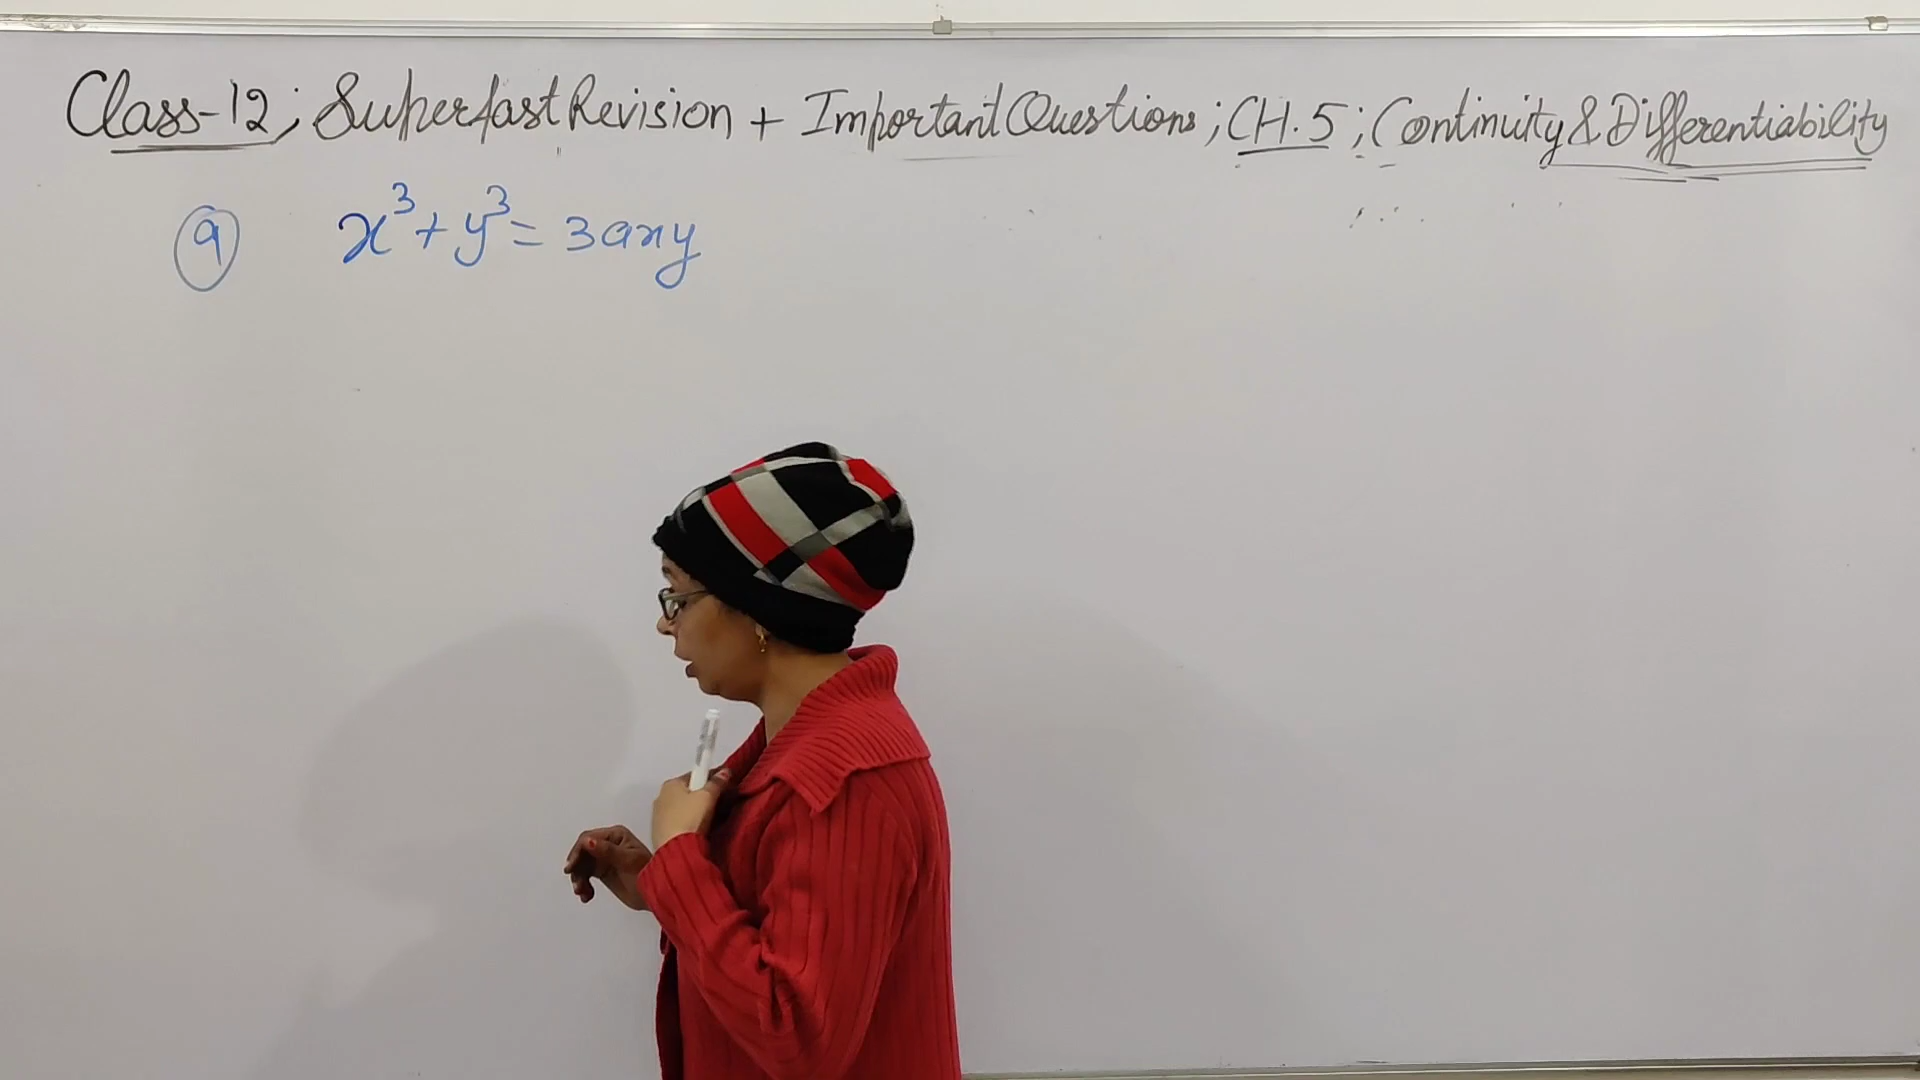 Class-12; Superfast Revision + Important Questions; CH.5; Continuity & Differentiability
9 x³+y³= 3axy